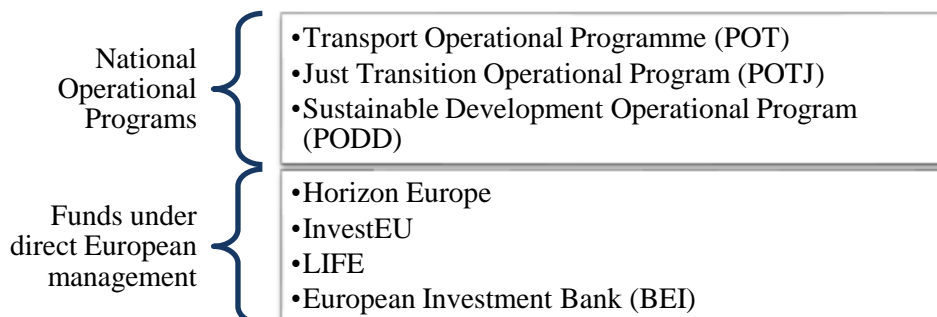 National
Operational
Programs
•Transport Operational Programme (POT)
•Just Transition Operational Program (POTJ)
•Sustainable Development Operational Program
(PODD)
Funds under
direct European
management
•Horizon Europe
•InvestEU
•LIFE
•European Investment Bank (BEI)